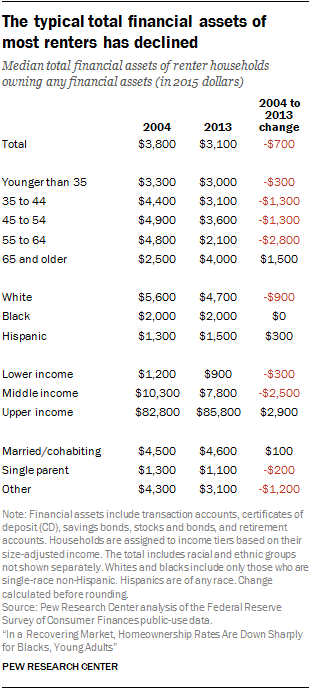 The typical total financial assets of
most renters has declined
Median total financial assets of renter households
owning any financial assets (in 2015 dollars)
2004 to
2013
2004 2013 change
Total $3,800 $3,100 -$700
Younger than 35 $3,300 $3,000 -$300
35 to 44 $4,400 $3,100 -$1,300
45 to 54 $4,900 $3,600 -$1,300
55 to 64 $4,800 $2,100 -$2,800
65 and older $2,500 $4,000 $1,500
White $5,600 $4,700 -$900
Black $2,000 $2,000 $0
Hispanic $1,300 $1,500 $300
Lower income $1,200 $900 -$300
Middle income $10,300 $7,800 -$2,500
Upper income $82,800 $85,800 $2,900
Married/cohabiting $4,500 $4,600 $100
Single parent $1,300 $1,100 -$200
Other $4,300 $3,100 -$1,200
Note: Financial assets include transaction accounts, certificates of
deposit (CD), savings bonds, stocks and bonds, and retirement
accounts. Households are assigned to income tiers based on their
size-adjusted income. The total includes racial and ethnic groups
not shown separately. Whites and blacks include only those who are
single-race non-Hispanic. Hispanics are of any race. Change
calculated before rounding.
Source: Pew Research Center analysis of the Federal Reserve
Survey of Consumer Finances public-use data.
“In a Recovering Market, Homeownership Rates Are Down Sharply
for Blacks, Young Adults”
PEW RESEARCH CENTER